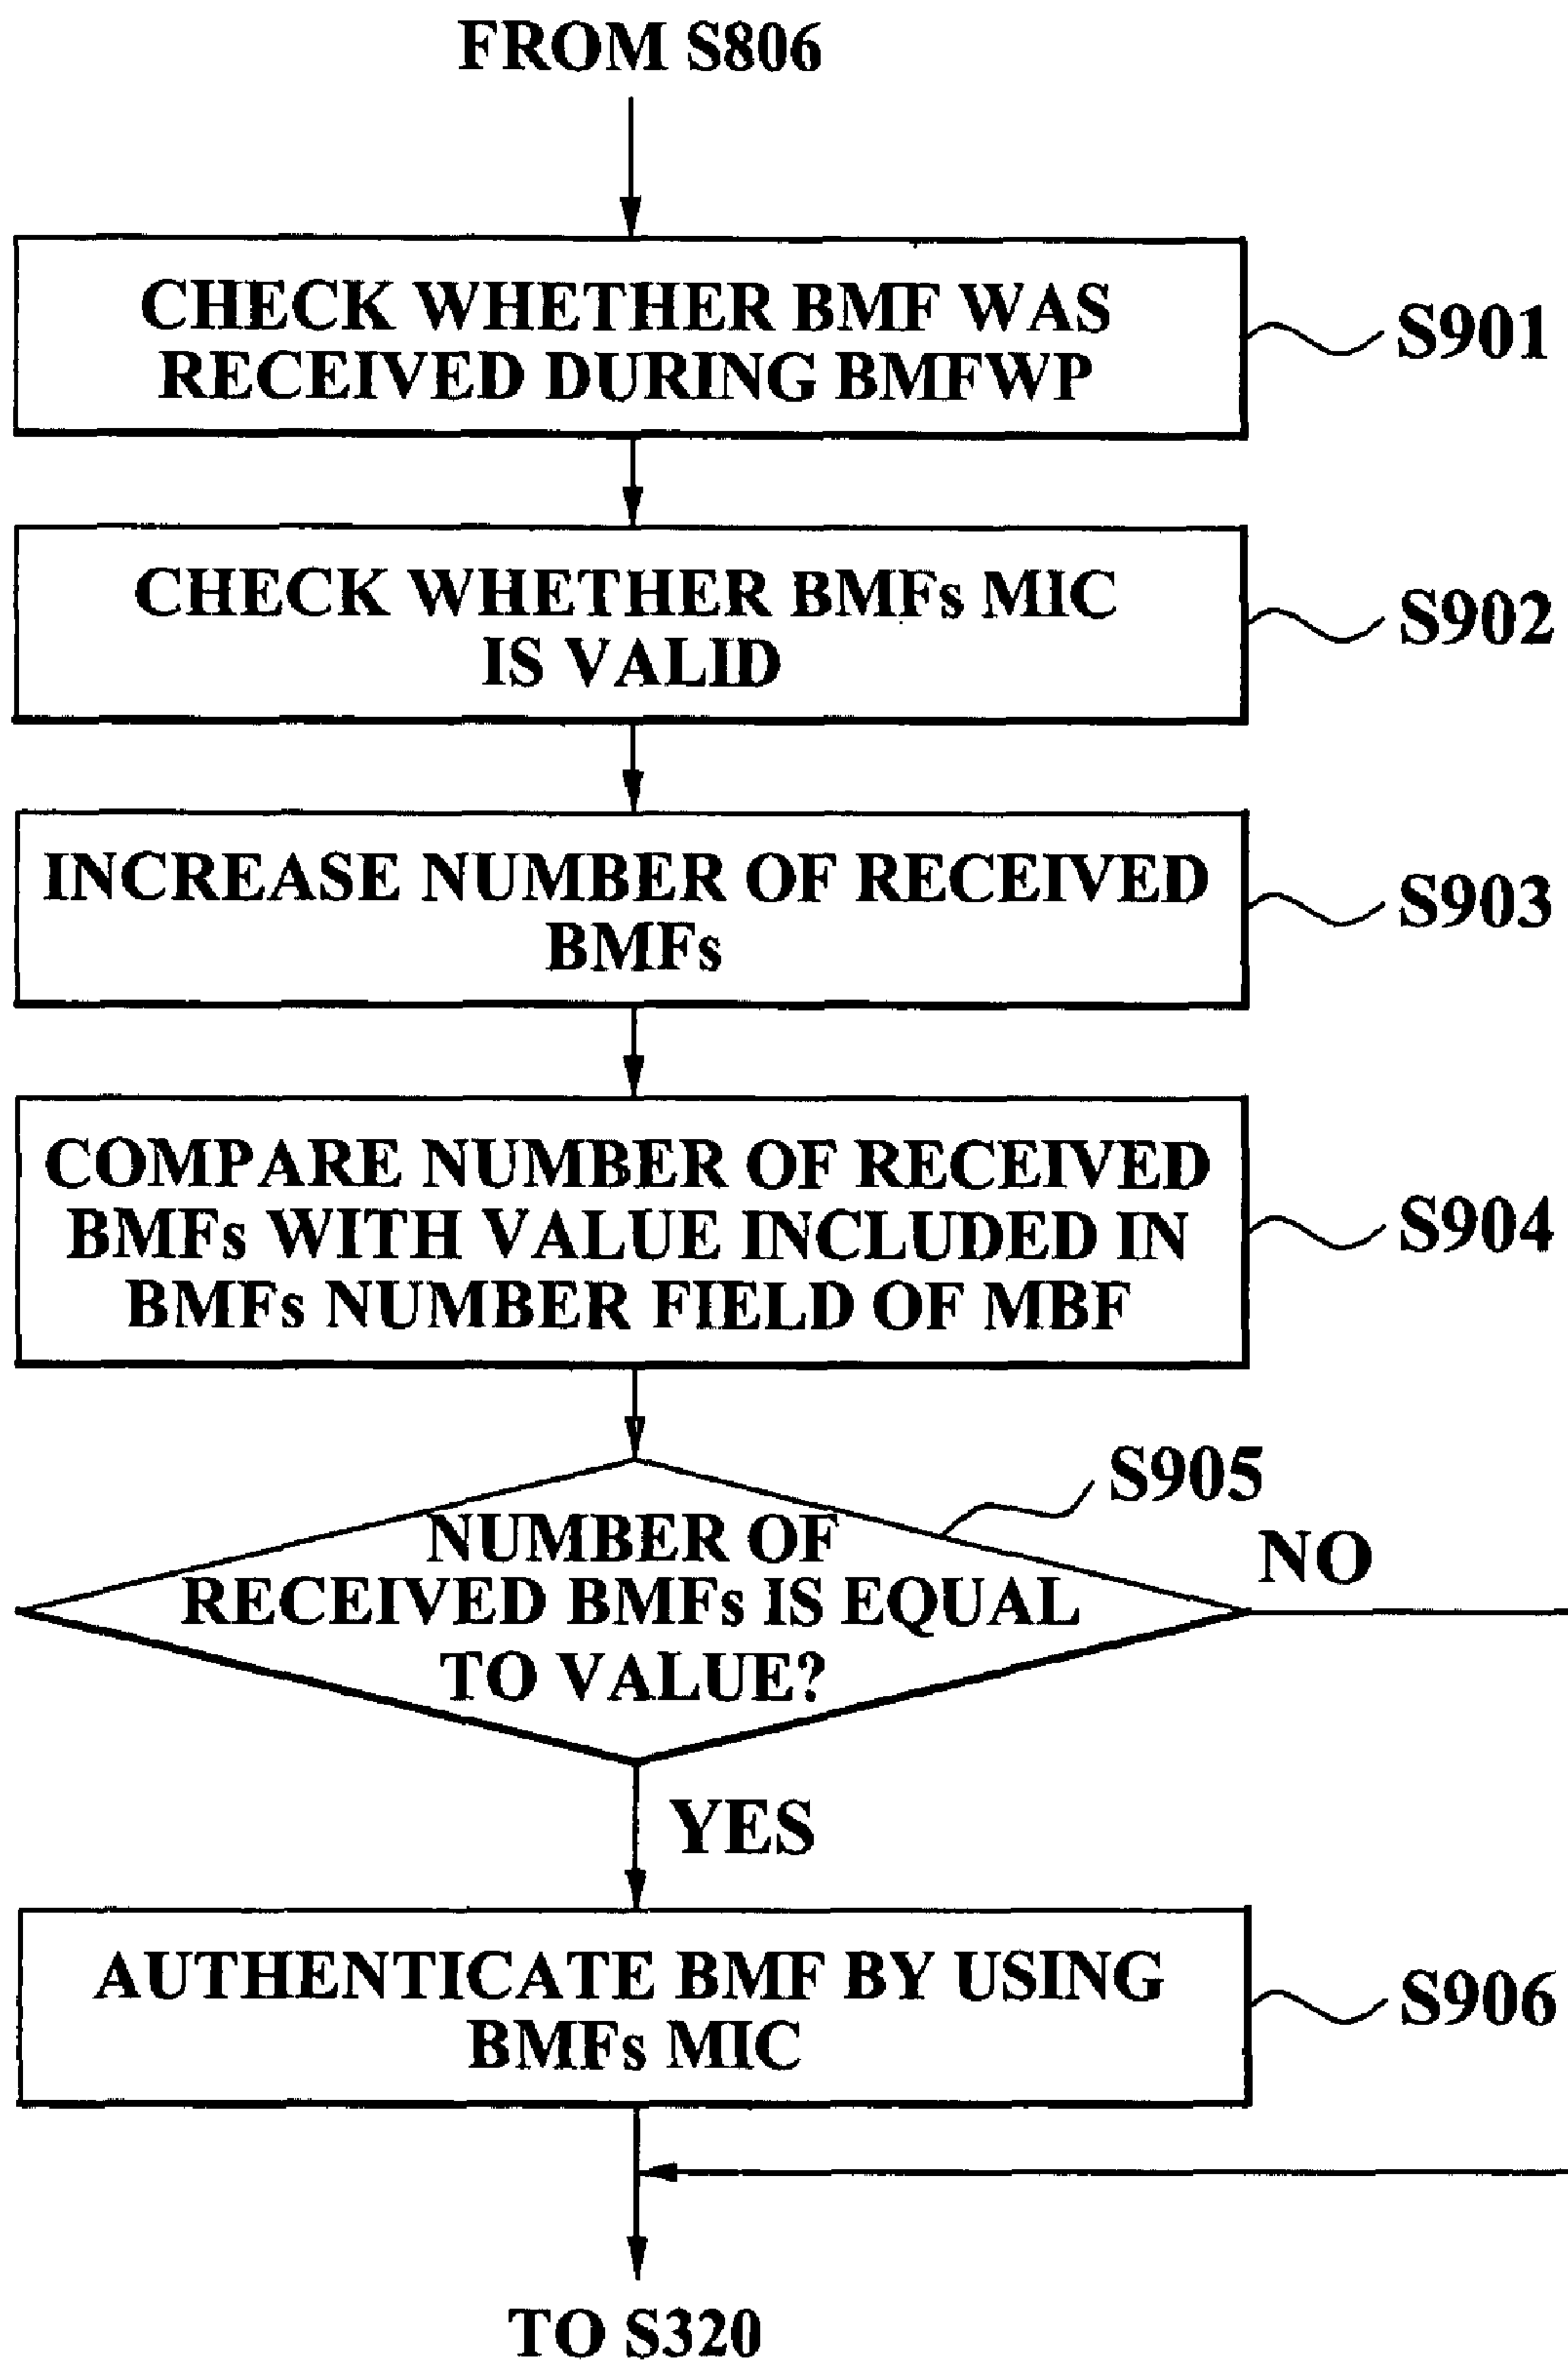 FROM S806
CHECK WHETHER BMF WAS
RECEIVED DURING BMFWP
S901
CHECK WHETHER BMFs MIC
IS VALID
S902
INCREASE NUMBER OF RECEIVED
BMFs
S903
COMPARE NUMBER OF RECEIVED
BMFs WITH VALUE INCLUDED IN
BMFs NUMBER FIELD OF MBF
S904
S905
NUMBER OF
RECEIVED BMFs IS EQUAL
TO VALUE?
NO
YES
AUTHENTICATE BMF BY USING
BMFs MIC
S906
TO S320